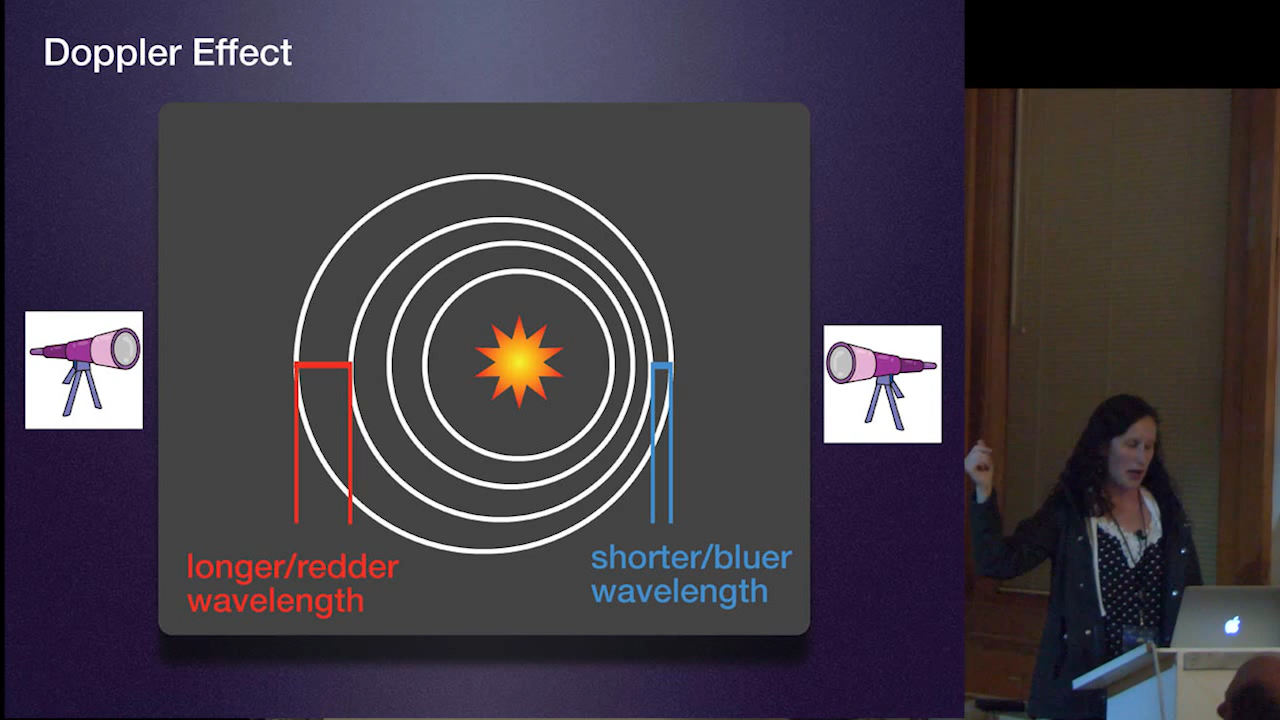 Doppler Effect
longer/redder
wavelength
shorter/bluer
wavelength